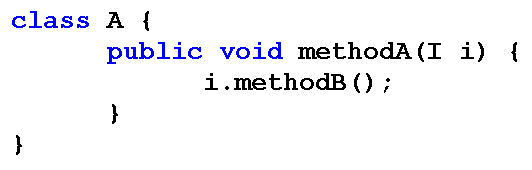 class A {
      public void methodA(I i) {
            i.methodB();
      }
}